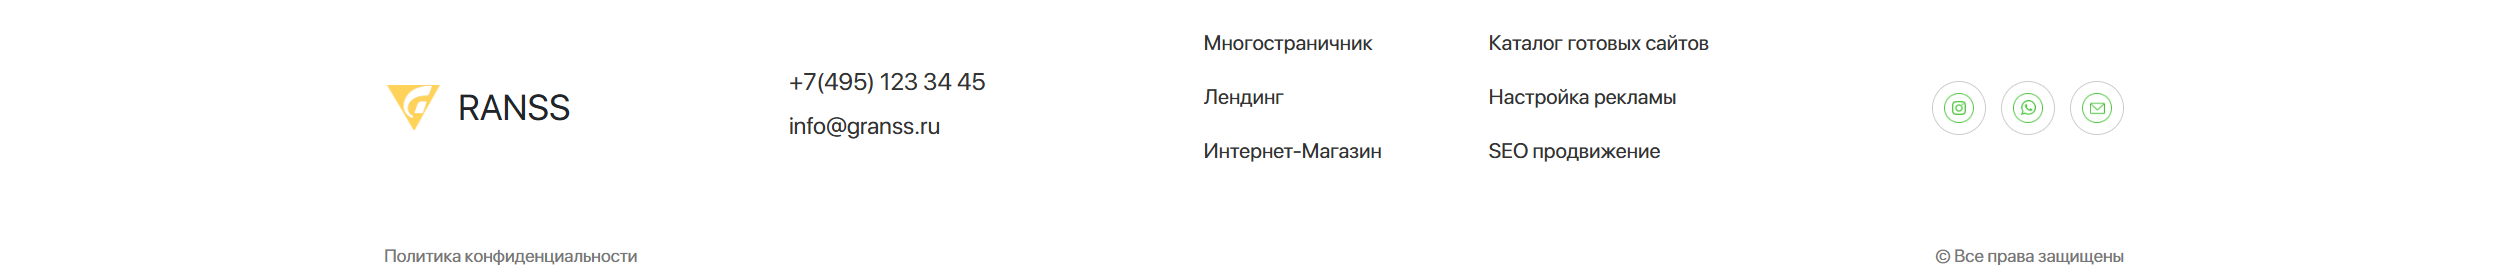 RANSS
+7(495) 123 34 45
info@granss.ru
Многостраничник
Лендинг
Интернет-Магазин
Каталог готовых сайтов
Настройка рекламы
SEO продвижение
Политика конфиденциальности
© Все права защищены